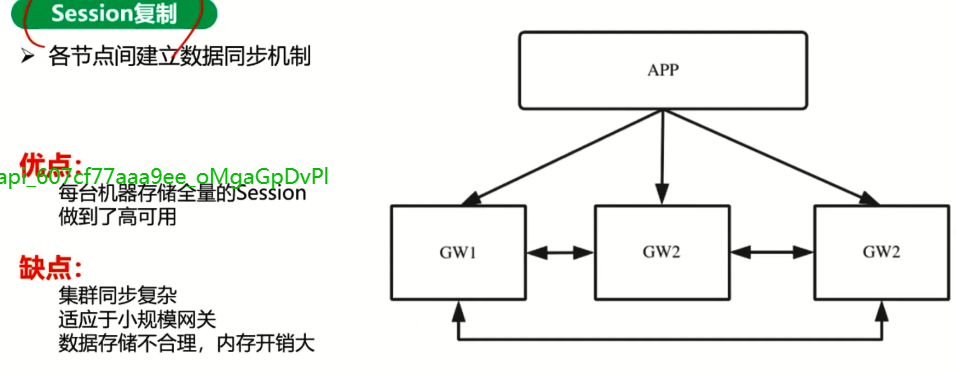 Session复制
➢ 各节点间建立数据同步机制
优点：
api_607cf77aaa9ee_oMgaGpDvPl
每台机器存储全量的Session
做到了高可用
缺点：
集群同步复杂
适应于小规模网关
数据存储不合理，内存开销大
APP
GW1
GW2
GW2